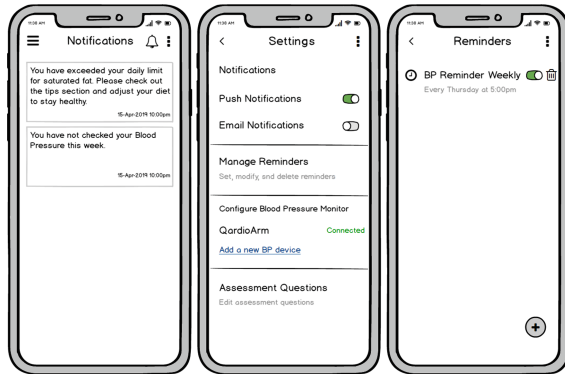 11:38 AM
Notifications
You have exceeded your daily limit
for saturated fat. Please check out
the tips section and adjust your diet
to stay healthy.
15-Apr-2019 10:00pm
You have not checked your Blood
Pressure this week.
15-Apr-2019 10:00pm
11:38 AM
Settings
Notifications
Push Notifications
Email Notifications
Manage Reminders
Set, modify, snd delete reminders
Configure Blood Pressure Monitor
QardioArm Connected
Add a new BP device
Assessment Questions
Edit assessment questions
11:38 AM
Reminders
BP Reminder Weekly
Every Thursday at 5:00pm